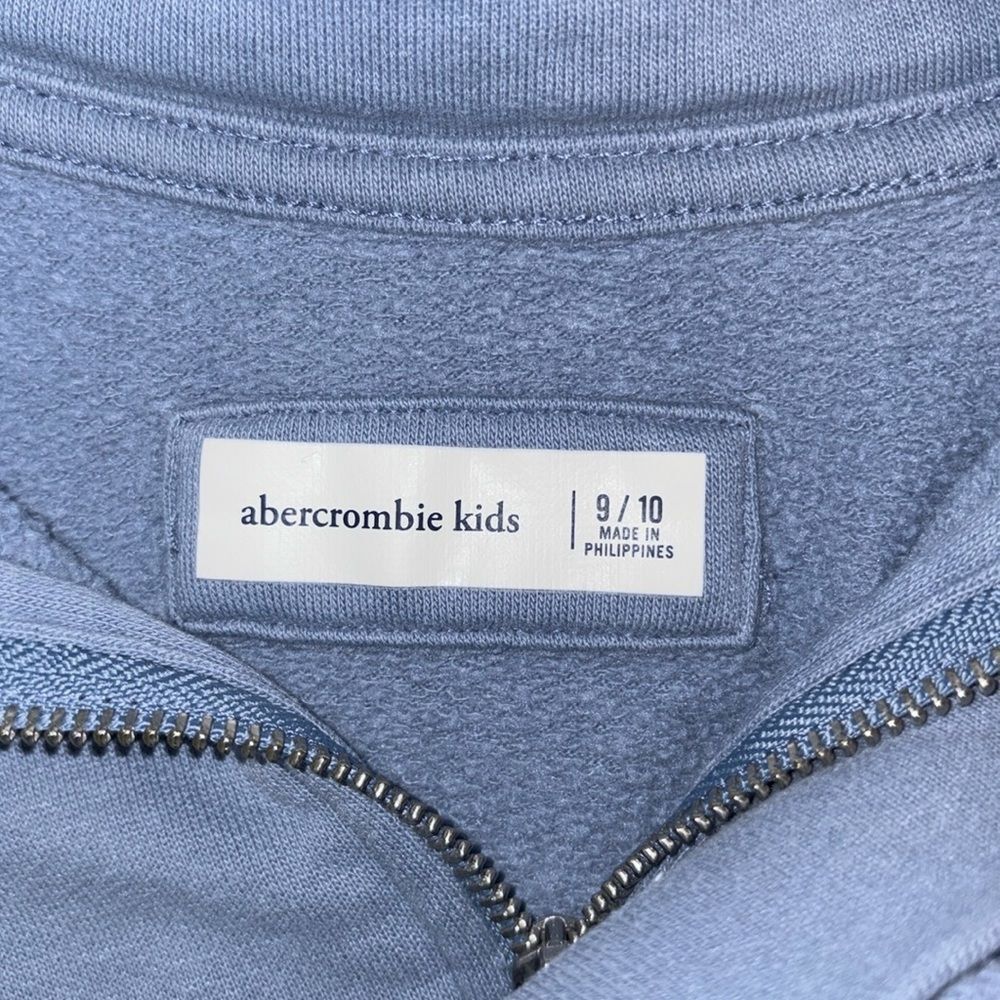 abercrombie kids
9 / 10
MADE IN
PHILIPPINES